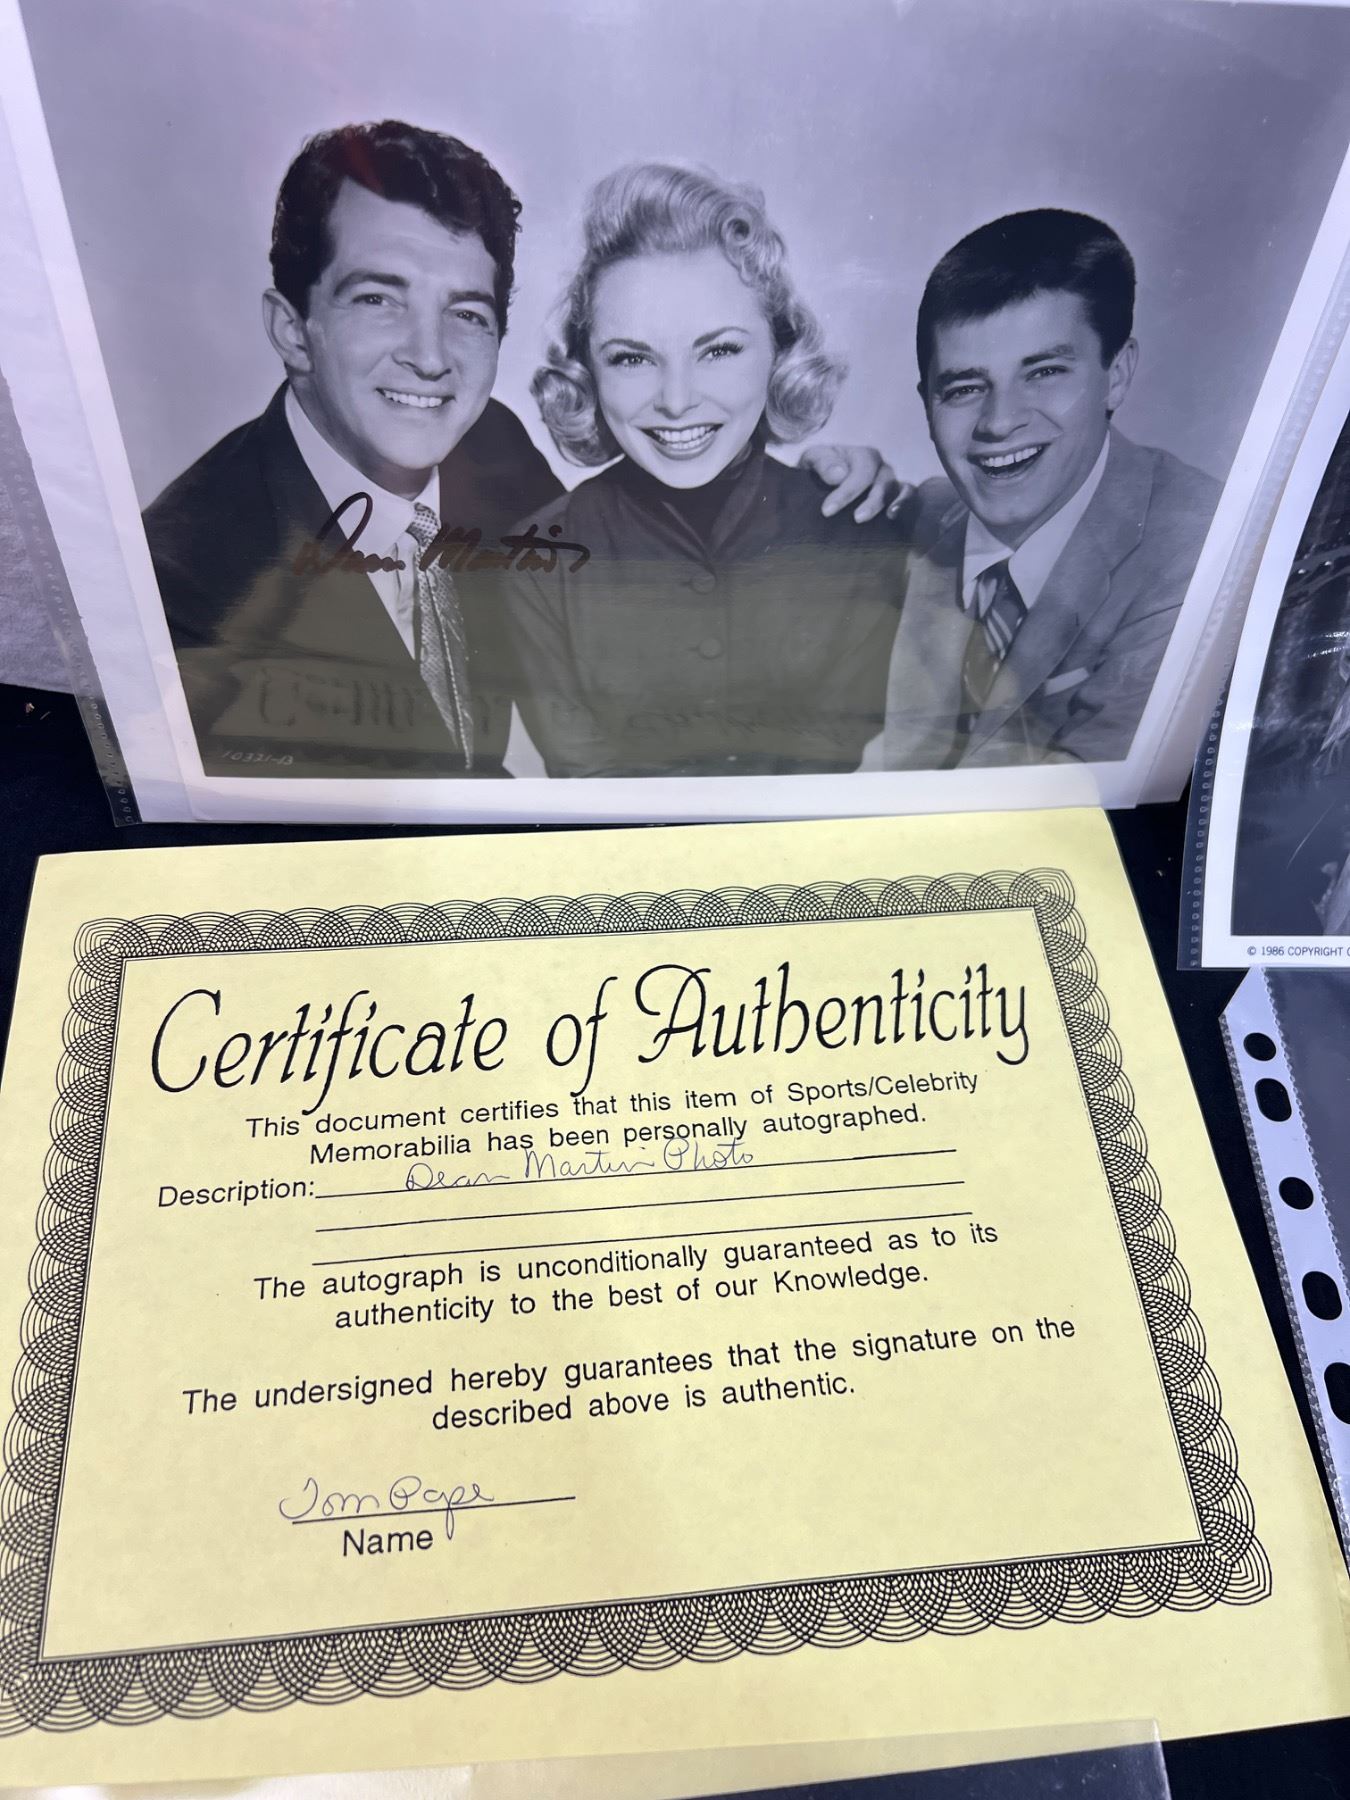 Dean Martin
10321-13
© 1986 COPYRIGHT
Certificate of Authenticity
This document certifies that this item of Sports/Celebrity
Memorabilia has been personally autographed.
Description: Dean Martin Photo
The autograph is unconditionally guaranteed as to its
authenticity to the best of our Knowledge.
The undersigned hereby guarantees that the signature on the
described above is authentic.
Tom Pape
Name